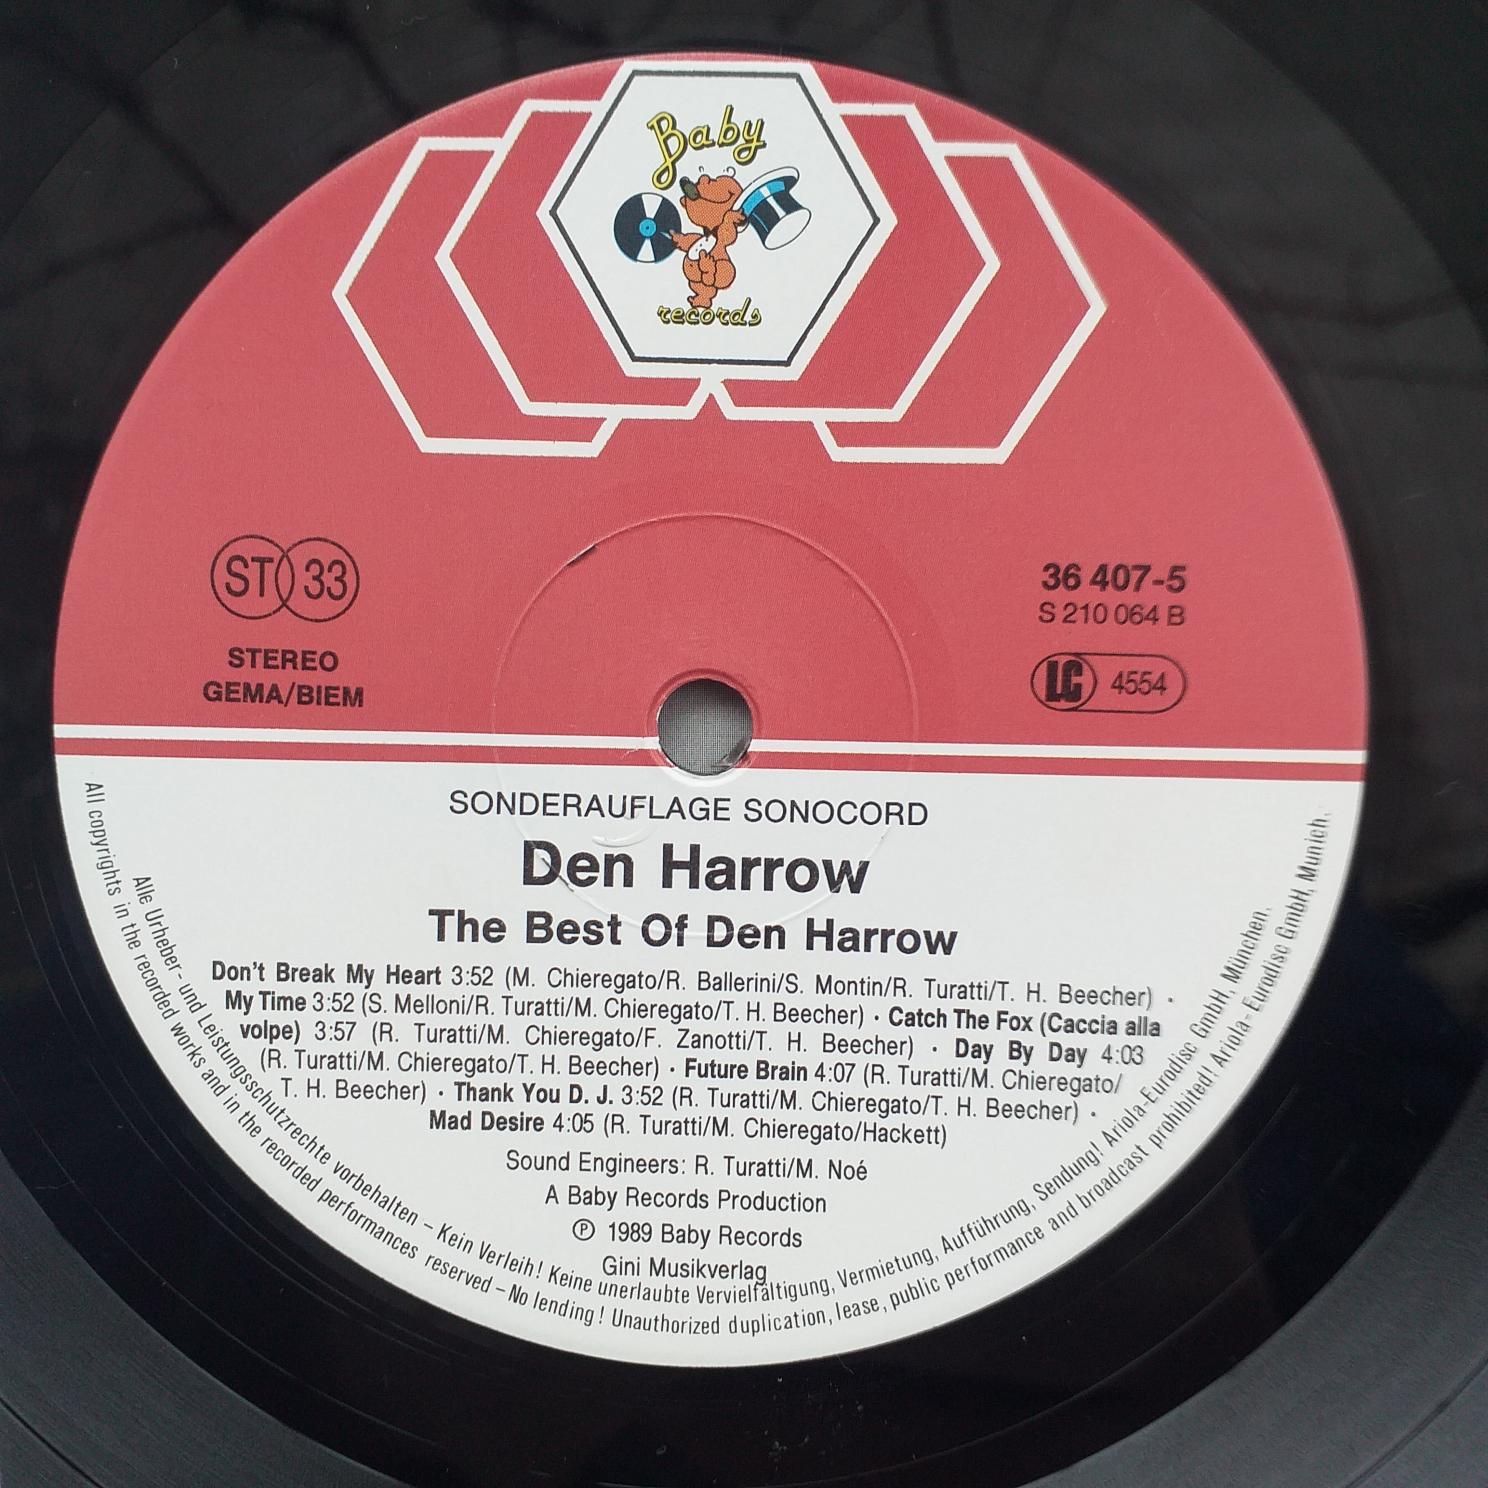 Baby
records
ST 33
STEREO
GEMA/BIEM
36 407-5
S 210 064 B
LC 4554
SONDERAUFLAGE SONOCORD
Den Harrow
The Best Of Den Harrow
Don't Break My Heart 3:52 (M. Chieregato/R. Ballerini/S. Montin/R. Turatti/T. H. Beecher) ·
My Time 3:52 (S. Melloni/R. Turatti/M. Chieregato/T. H. Beecher) · Catch The Fox (Caccia alla
volpe) 3:57 (R. Turatti/M. Chieregato/F. Zanotti/T. H. Beecher) · Day By Day 4:03
(R. Turatti/M. Chieregato/T. H. Beecher) · Future Brain 4:07 (R. Turatti/M. Chieregato/
T. H. Beecher) · Thank You D. J. 3:52 (R. Turatti/M. Chieregato/T. H. Beecher) ·
Mad Desire 4:05 (R. Turatti/M. Chieregato/Hackett)
Sound Engineers: R. Turatti/M. Noé
A Baby Records Production
℗ 1989 Baby Records
Gini Musikverlag
Alle Urheber- und Leistungsschutzrechte vorbehalten – Kein Verleih! Keine unerlaubte Vervielfältigung, Vermietung, Aufführung, Sendung! Ariola-Eurodisc GmbH, München.
All copyrights in the recorded works and in the recorded performances reserved – No lending! Unauthorized duplication, lease, public performance and broadcast prohibited! Ariola-Eurodisc GmbH, Munich.